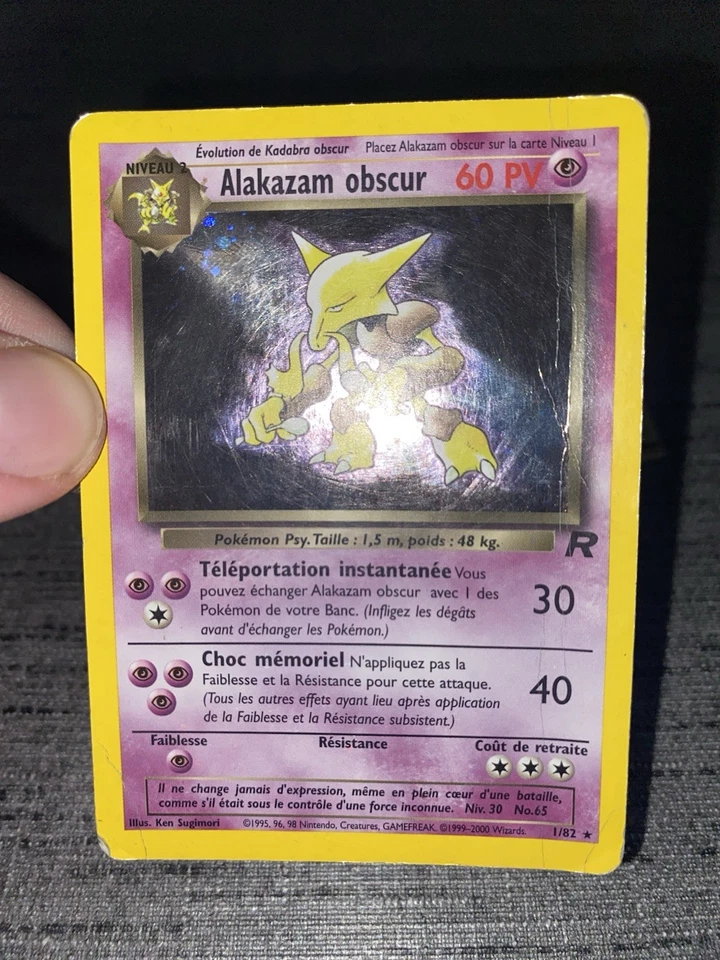 Évolution de Kadabra obscur Placez Alakazam obscur sur la carte Niveau 1
NIVEAU 2
Alakazam obscur 60 PV
Pokémon Psy. Taille : 1,5 m, poids : 48 kg.
R
Téléportation instantanée Vous
pouvez échanger Alakazam obscur avec 1 des
Pokémon de votre Banc. (Infligez les dégâts
avant d'échanger les Pokémon.)
30
Choc mémoriel N'appliquez pas la
Faiblesse et la Résistance pour cette attaque.
(Tous les autres effets ayant lieu après application
de la Faiblesse et la Résistance subsistent.)
40
Faiblesse Résistance Coût de retraite
Il ne change jamais d'expression, même en plein cœur d'une bataille,
comme s'il était sous le contrôle d'une force inconnue. Niv. 30 No.65
Illus. Ken Sugimori ©1995, 96, 98 Nintendo, Creatures, GAMEFREAK. ©1999-2000 Wizards. 1/82 ★